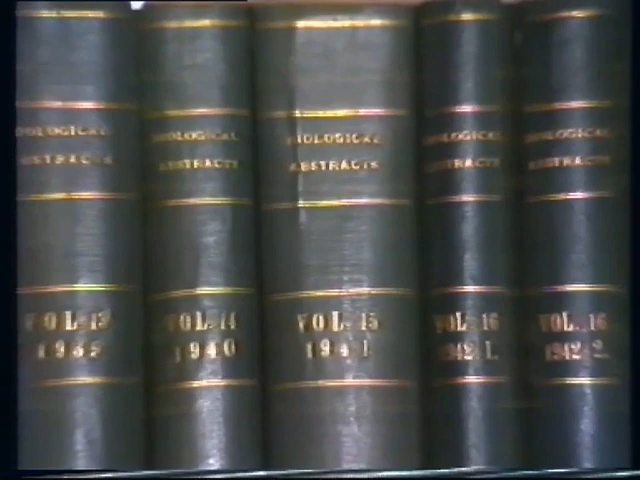 BIOLOGICAL
ABSTRACTS
VOL. 13
1939
BIOLOGICAL
ABSTRACTS
VOL. 14
1940
BIOLOGICAL
ABSTRACTS
VOL. 15
1941
BIOLOGICAL
ABSTRACTS
VOL. 16
1942. 1.
BIOLOGICAL
ABSTRACTS
VOL. 16
1942. 2.